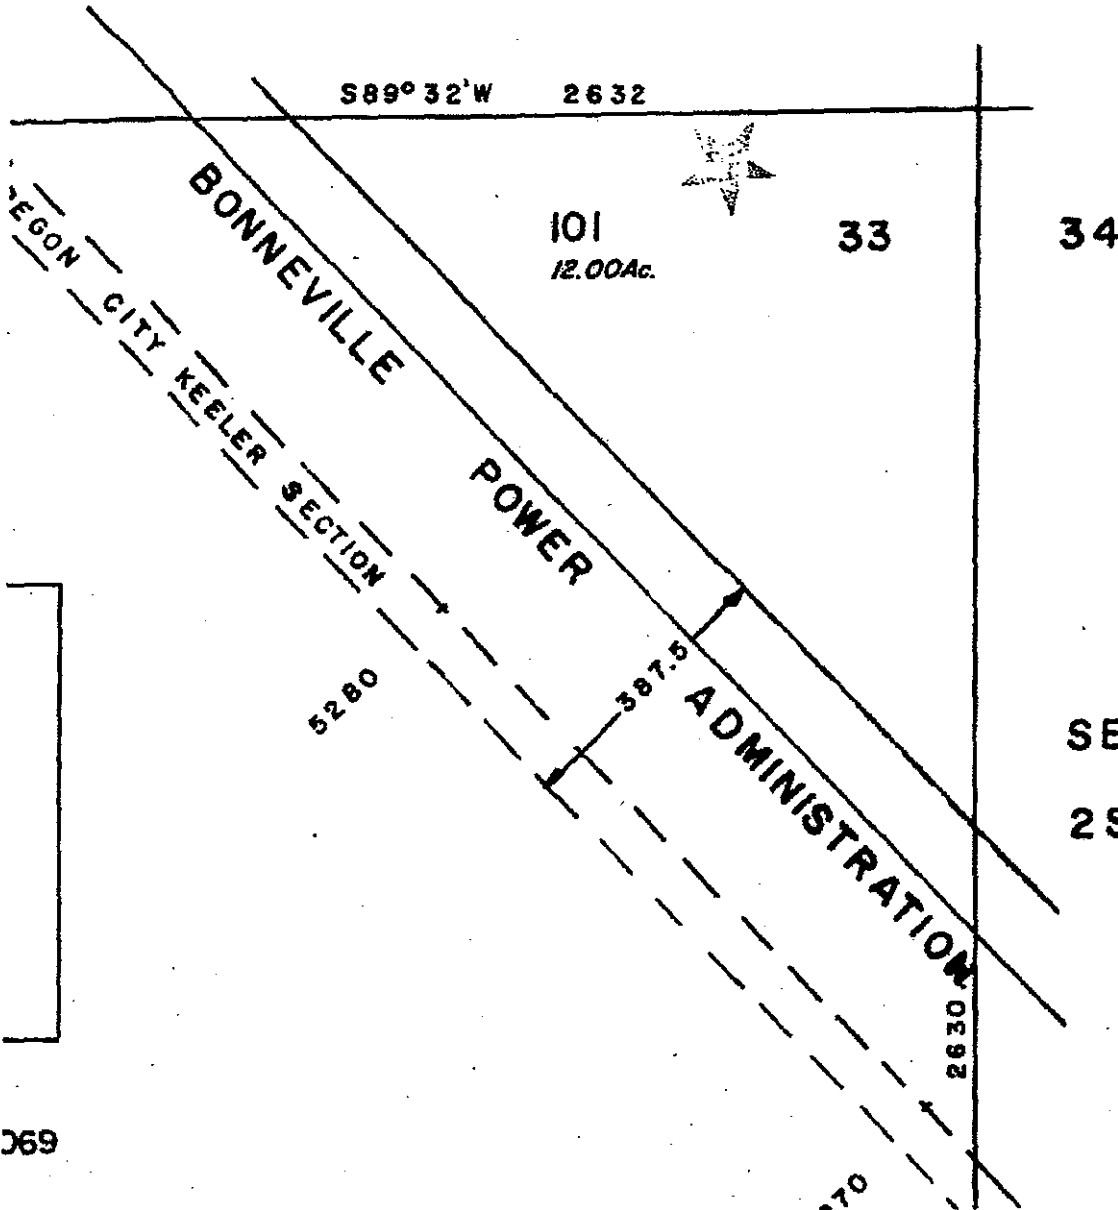 S89°32'W 2632
101
12.00Ac.
33
34
BONNEVILLE POWER ADMINISTRATION
EGON CITY KEELER SECTION
5280
387.5
SE
2S
2630
069
70